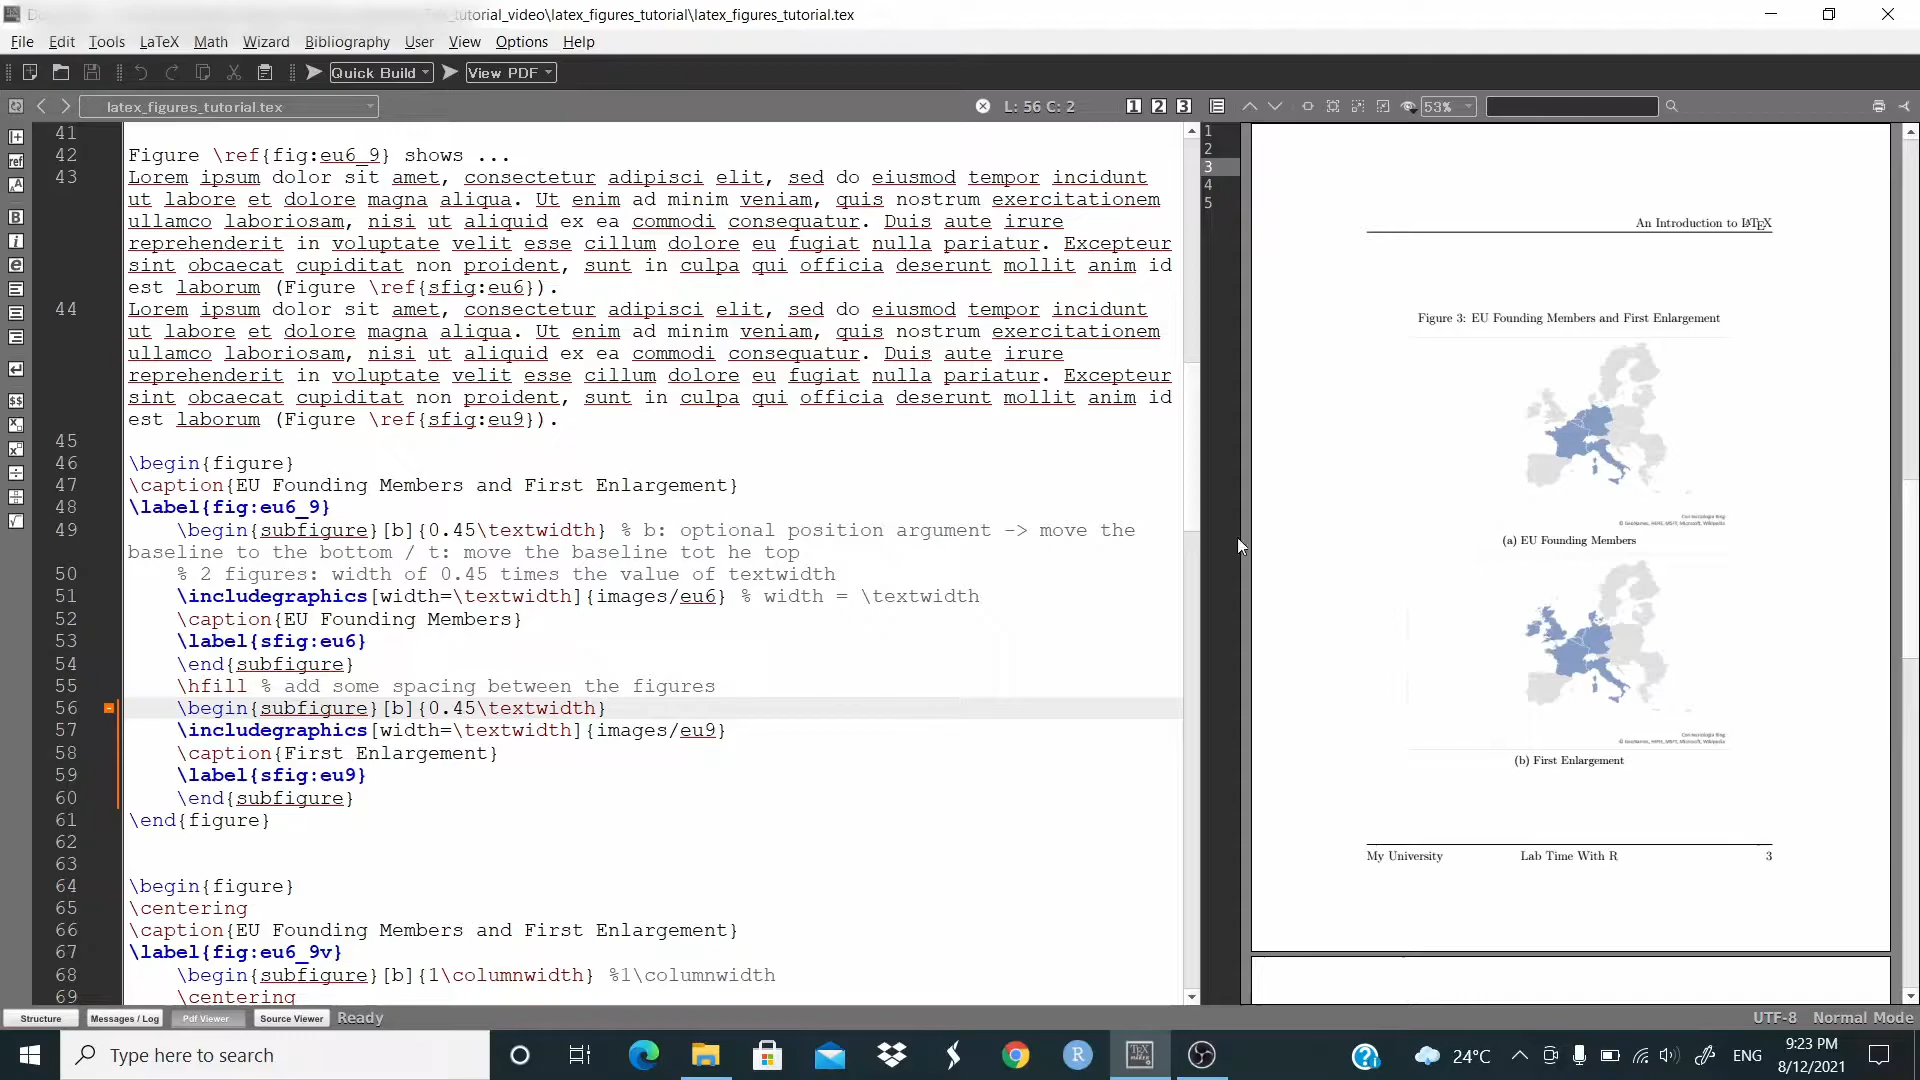 _tutorial_video\latex_figures_tutorial\latex_figures_tutorial.tex
File Edit Tools LaTeX Math Wizard Bibliography User View Options Help
Quick Build View PDF
latex_figures_tutorial.tex L: 56 C: 2 1 2 3 53%
41
42 Figure \ref{fig:eu6_9} shows ...
43 Lorem ipsum dolor sit amet, consectetur adipisci elit, sed do eiusmod tempor incidunt
ut labore et dolore magna aliqua. Ut enim ad minim veniam, quis nostrum exercitationem
ullamco laboriosam, nisi ut aliquid ex ea commodi consequatur. Duis aute irure
reprehenderit in voluptate velit esse cillum dolore eu fugiat nulla pariatur. Excepteur
sint obcaecat cupiditat non proident, sunt in culpa qui officia deserunt mollit anim id
est laborum (Figure \ref{sfig:eu6}).
44 Lorem ipsum dolor sit amet, consectetur adipisci elit, sed do eiusmod tempor incidunt
ut labore et dolore magna aliqua. Ut enim ad minim veniam, quis nostrum exercitationem
ullamco laboriosam, nisi ut aliquid ex ea commodi consequatur. Duis aute irure
reprehenderit in voluptate velit esse cillum dolore eu fugiat nulla pariatur. Excepteur
sint obcaecat cupiditat non proident, sunt in culpa qui officia deserunt mollit anim id
est laborum (Figure \ref{sfig:eu9}).
45
46 \begin{figure}
47 \caption{EU Founding Members and First Enlargement}
48 \label{fig:eu6_9}
49 \begin{subfigure}[b]{0.45\textwidth} % b: optional position argument -> move the
baseline to the bottom / t: move the baseline tot he top
50 % 2 figures: width of 0.45 times the value of textwidth
51 \includegraphics[width=\textwidth]{images/eu6} % width = \textwidth
52 \caption{EU Founding Members}
53 \label{sfig:eu6}
54 \end{subfigure}
55 \hfill % add some spacing between the figures
56 \begin{subfigure}[b]{0.45\textwidth}
57 \includegraphics[width=\textwidth]{images/eu9}
58 \caption{First Enlargement}
59 \label{sfig:eu9}
60 \end{subfigure}
61 \end{figure}
62
63
64 \begin{figure}
65 \centering
66 \caption{EU Founding Members and First Enlargement}
67 \label{fig:eu6_9v}
68 \begin{subfigure}[b]{1\columnwidth} %1\columnwidth
69 \centering
1
2
3
4
5
An Introduction to LATEX
Figure 3: EU Founding Members and First Enlargement
(a) EU Founding Members
(b) First Enlargement
My University Lab Time With R 3
Structure Messages / Log Pdf Viewer Source Viewer Ready UTF-8 Normal Mode
Type here to search 24°C ENG 9:23 PM
8/12/2021